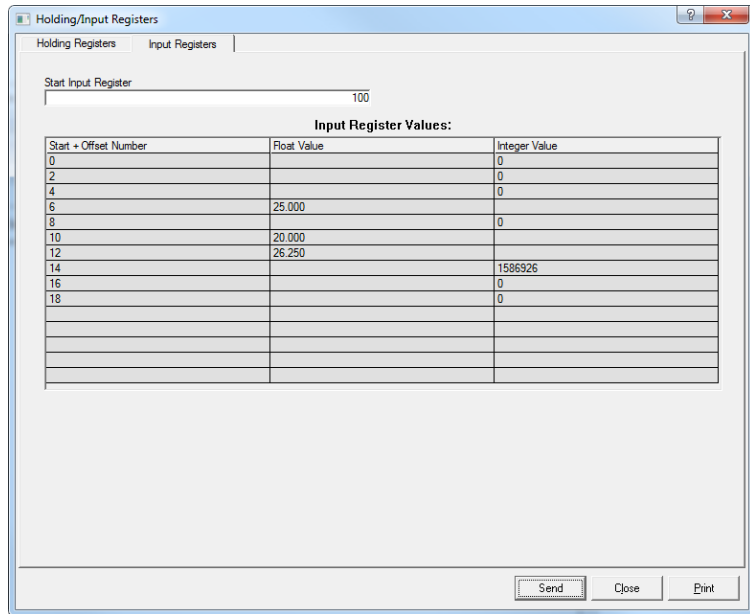 Holding/Input Registers
Holding Registers Input Registers
Start Input Register
100
Input Register Values:
Start + Offset Number Float Value Integer Value
0 0
2 0
4 0
6 25.000
8 0
10 20.000
12 26.250
14 1586926
16 0
18 0
Send Close Print